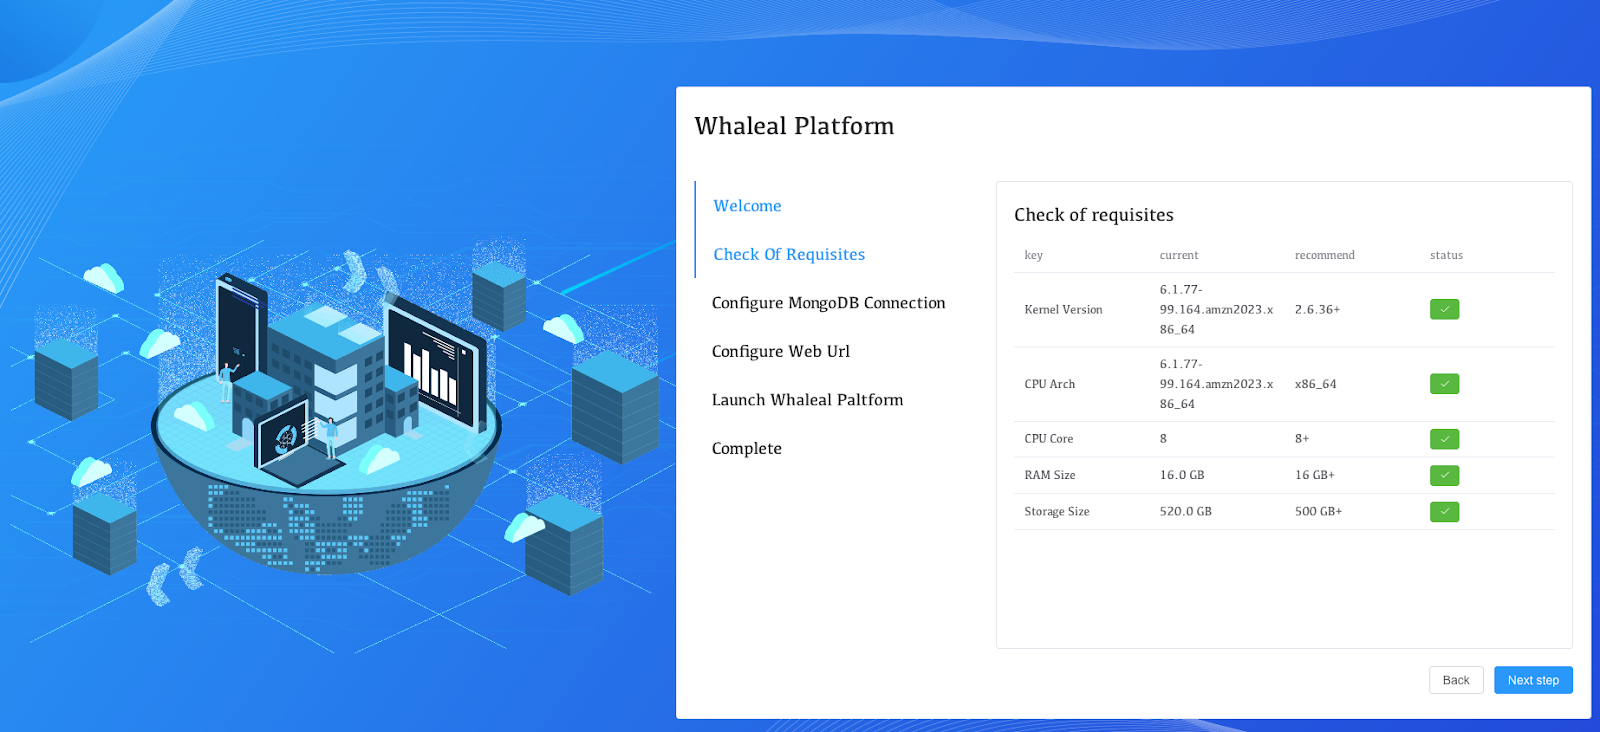 Whaleal Platform
Welcome
Check Of Requisites
Configure MongoDB Connection
Configure Web Url
Launch Whaleal Paltform
Complete
Check of requisites
key current recommend status
Kernel Version 6.1.77-
99.164.amzn2023.x
86_64 2.6.36+
CPU Arch 6.1.77-
99.164.amzn2023.x
86_64 x86_64
CPU Core 8 8+
RAM Size 16.0 GB 16 GB+
Storage Size 520.0 GB 500 GB+
Back Next step